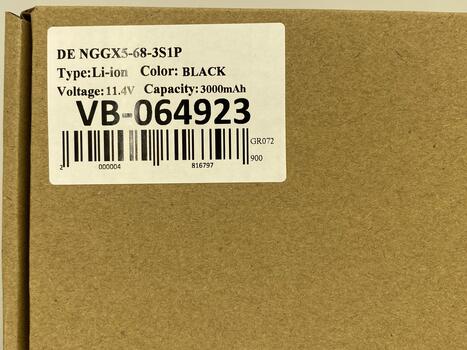 DE NGGX5-68-3S1P
Type:Li-ion Color: BLACK
Voltage:11.4V Capacity:3000mAh
VB-064923
GR072
900
2 000004 816797